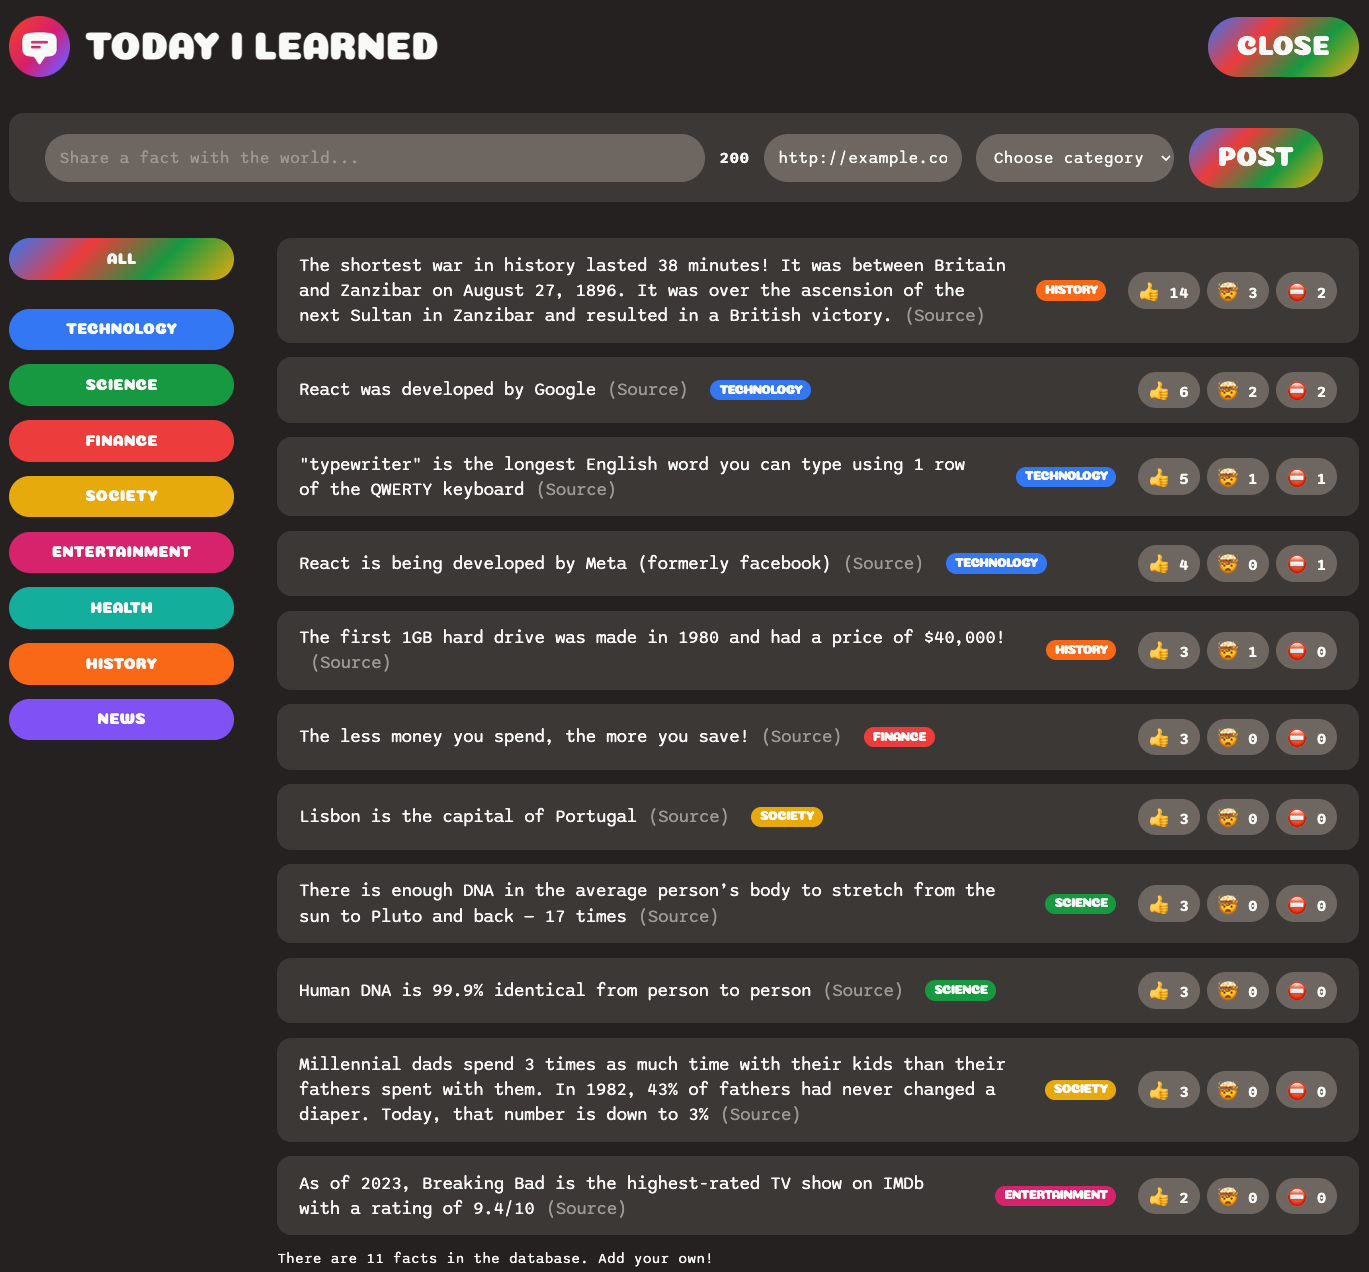 TODAY I LEARNED
CLOSE
Share a fact with the world...
200
http://example.co
Choose category
POST
ALL
TECHNOLOGY
SCIENCE
FINANCE
SOCIETY
ENTERTAINMENT
HEALTH
HISTORY
NEWS
The shortest war in history lasted 38 minutes! It was between Britain
and Zanzibar on August 27, 1896. It was over the ascension of the
next Sultan in Zanzibar and resulted in a British victory. (Source)
HISTORY
👍 14 🤯 3 ⛔ 2
React was developed by Google (Source)
TECHNOLOGY
👍 6 🤯 2 ⛔ 2
"typewriter" is the longest English word you can type using 1 row
of the QWERTY keyboard (Source)
TECHNOLOGY
👍 5 🤯 1 ⛔ 1
React is being developed by Meta (formerly facebook) (Source)
TECHNOLOGY
👍 4 🤯 0 ⛔ 1
The first 1GB hard drive was made in 1980 and had a price of $40,000!
(Source)
HISTORY
👍 3 🤯 1 ⛔ 0
The less money you spend, the more you save! (Source)
FINANCE
👍 3 🤯 0 ⛔ 0
Lisbon is the capital of Portugal (Source)
SOCIETY
👍 3 🤯 0 ⛔ 0
There is enough DNA in the average person's body to stretch from the
sun to Pluto and back — 17 times (Source)
SCIENCE
👍 3 🤯 0 ⛔ 0
Human DNA is 99.9% identical from person to person (Source)
SCIENCE
👍 3 🤯 0 ⛔ 0
Millennial dads spend 3 times as much time with their kids than their
fathers spent with them. In 1982, 43% of fathers had never changed a
diaper. Today, that number is down to 3% (Source)
SOCIETY
👍 3 🤯 0 ⛔ 0
As of 2023, Breaking Bad is the highest-rated TV show on IMDb
with a rating of 9.4/10 (Source)
ENTERTAINMENT
👍 2 🤯 0 ⛔ 0
There are 11 facts in the database. Add your own!